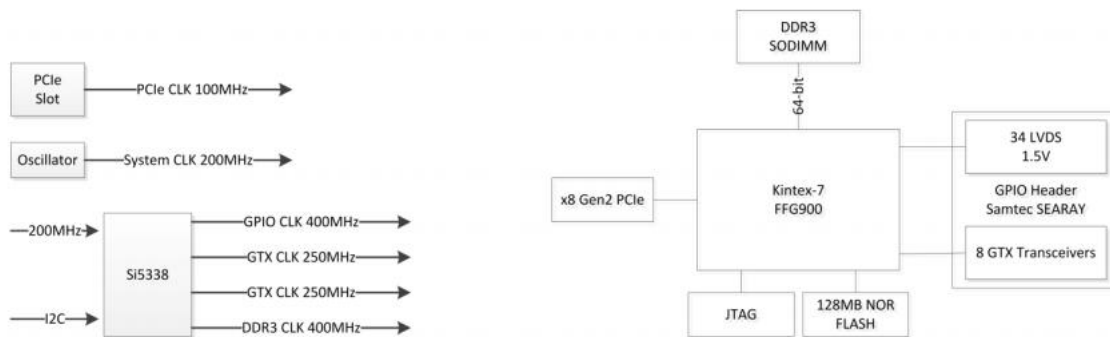 PCIe
Slot
PCIe CLK 100MHz
Oscillator
System CLK 200MHz
200MHz
I2C
Si5338
GPIO CLK 400MHz
GTX CLK 250MHz
GTX CLK 250MHz
DDR3 CLK 400MHz
DDR3
SODIMM
64-bit
x8 Gen2 PCIe
Kintex-7
FFG900
34 LVDS
1.5V
GPIO Header
Samtec SEARAY
8 GTX Transceivers
JTAG
128MB NOR
FLASH